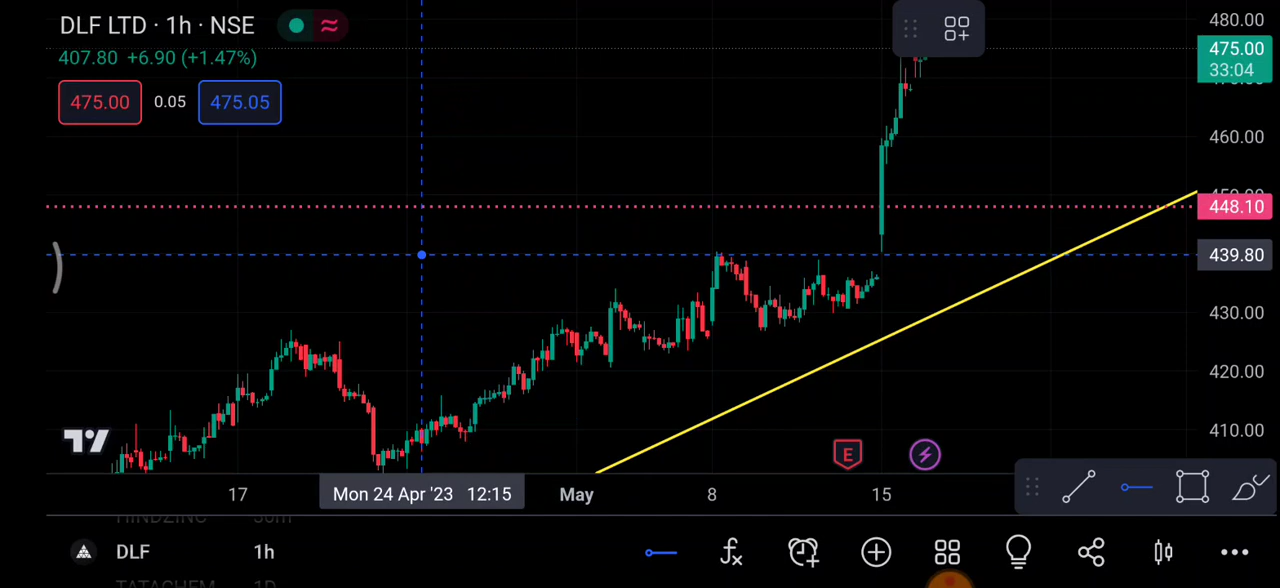 DLF LTD · 1h · NSE
407.80 +6.90 (+1.47%)
475.00 0.05 475.05
480.00
475.00
33:04
460.00
448.10
439.80
430.00
420.00
410.00
E
17 Mon 24 Apr '23 12:15 May 8 15
DLF 1h